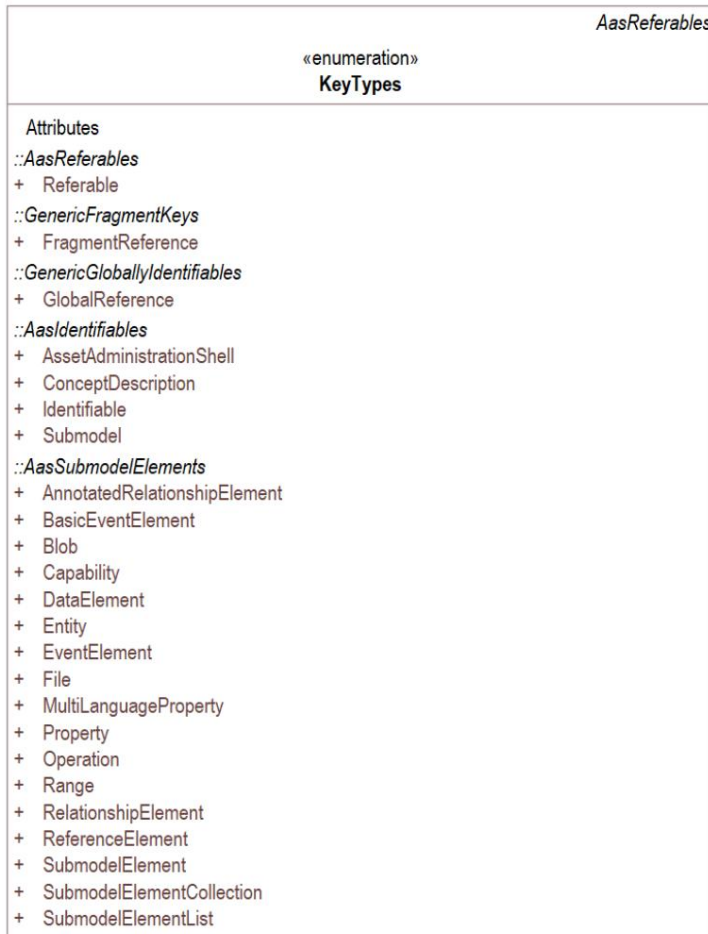 AasReferables
«enumeration»
KeyTypes
Attributes
::AasReferables
+ Referable
::GenericFragmentKeys
+ FragmentReference
::GenericGloballyIdentifiables
+ GlobalReference
::AasIdentifiables
+ AssetAdministrationShell
+ ConceptDescription
+ Identifiable
+ Submodel
::AasSubmodelElements
+ AnnotatedRelationshipElement
+ BasicEventElement
+ Blob
+ Capability
+ DataElement
+ Entity
+ EventElement
+ File
+ MultiLanguageProperty
+ Property
+ Operation
+ Range
+ RelationshipElement
+ ReferenceElement
+ SubmodelElement
+ SubmodelElementCollection
+ SubmodelElementList